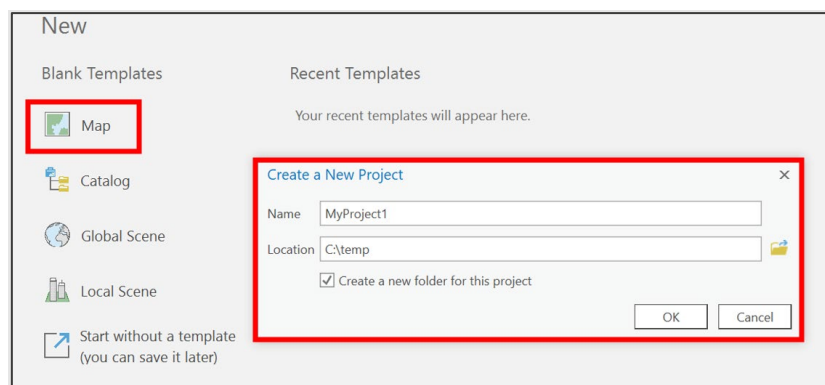 New
Blank Templates
Recent Templates
Your recent templates will appear here.
Map
Catalog
Global Scene
Local Scene
Start without a template
(you can save it later)
Create a New Project
Name MyProject1
Location C:\temp
Create a new folder for this project
OK Cancel